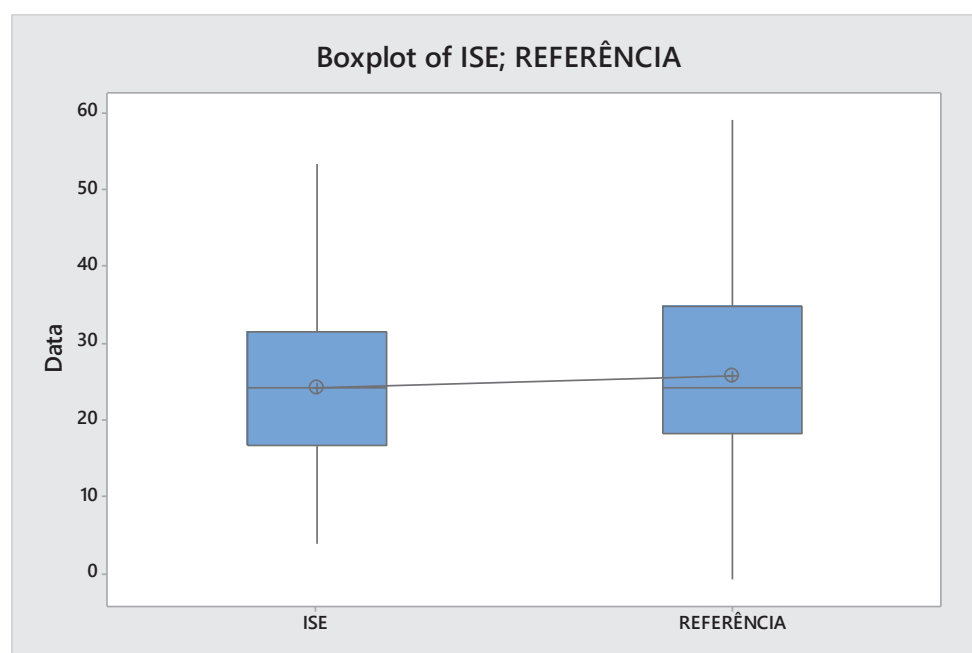 Boxplot of ISE; REFERÊNCIA
60
50
40
30
20
10
0
Data
ISE
REFERÊNCIA